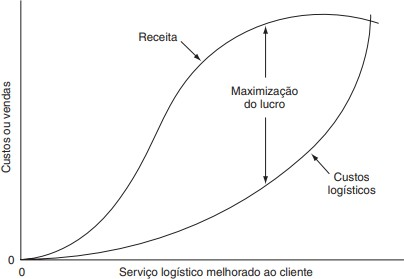 Receita
Maximização
do lucro
Custos
logísticos
Custos ou vendas
0
0
Serviço logístico melhorado ao cliente